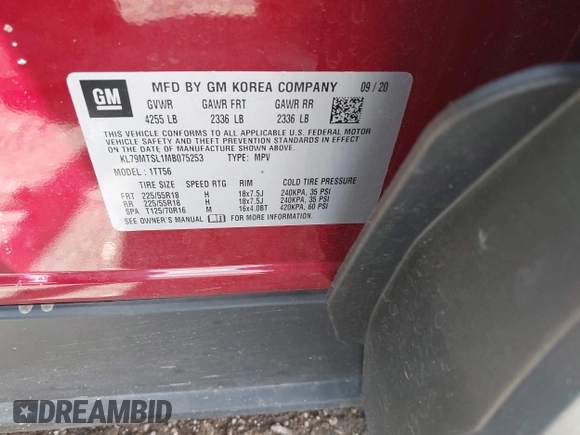 GM
MFD BY GM KOREA COMPANY 09/20
GVWR GAWR FRT GAWR RR
4255 LB 2336 LB 2336 LB
THIS VEHICLE CONFORMS TO ALL APPLICABLE U.S. FEDERAL MOTOR
VEHICLE SAFETY AND THEFT PREVENTION STANDARDS IN EFFECT ON THE
DATE OF MANUFACTURE SHOWN ABOVE.
KL79MTSL1MB075253 TYPE: MPV
MODEL: 1TT56
TIRE SIZE SPEED RTG RIM COLD TIRE PRESSURE
FRT 225/55R18 H 18x7.5J 240KPA, 35 PSI
RR 225/55R18 H 18x7.5J 240KPA, 35 PSI
SPA T125/70R16 M 16x4.0BT 420KPA, 60 PSI
SEE OWNER'S MANUAL FOR MORE INFORMATION.
DREAMBID